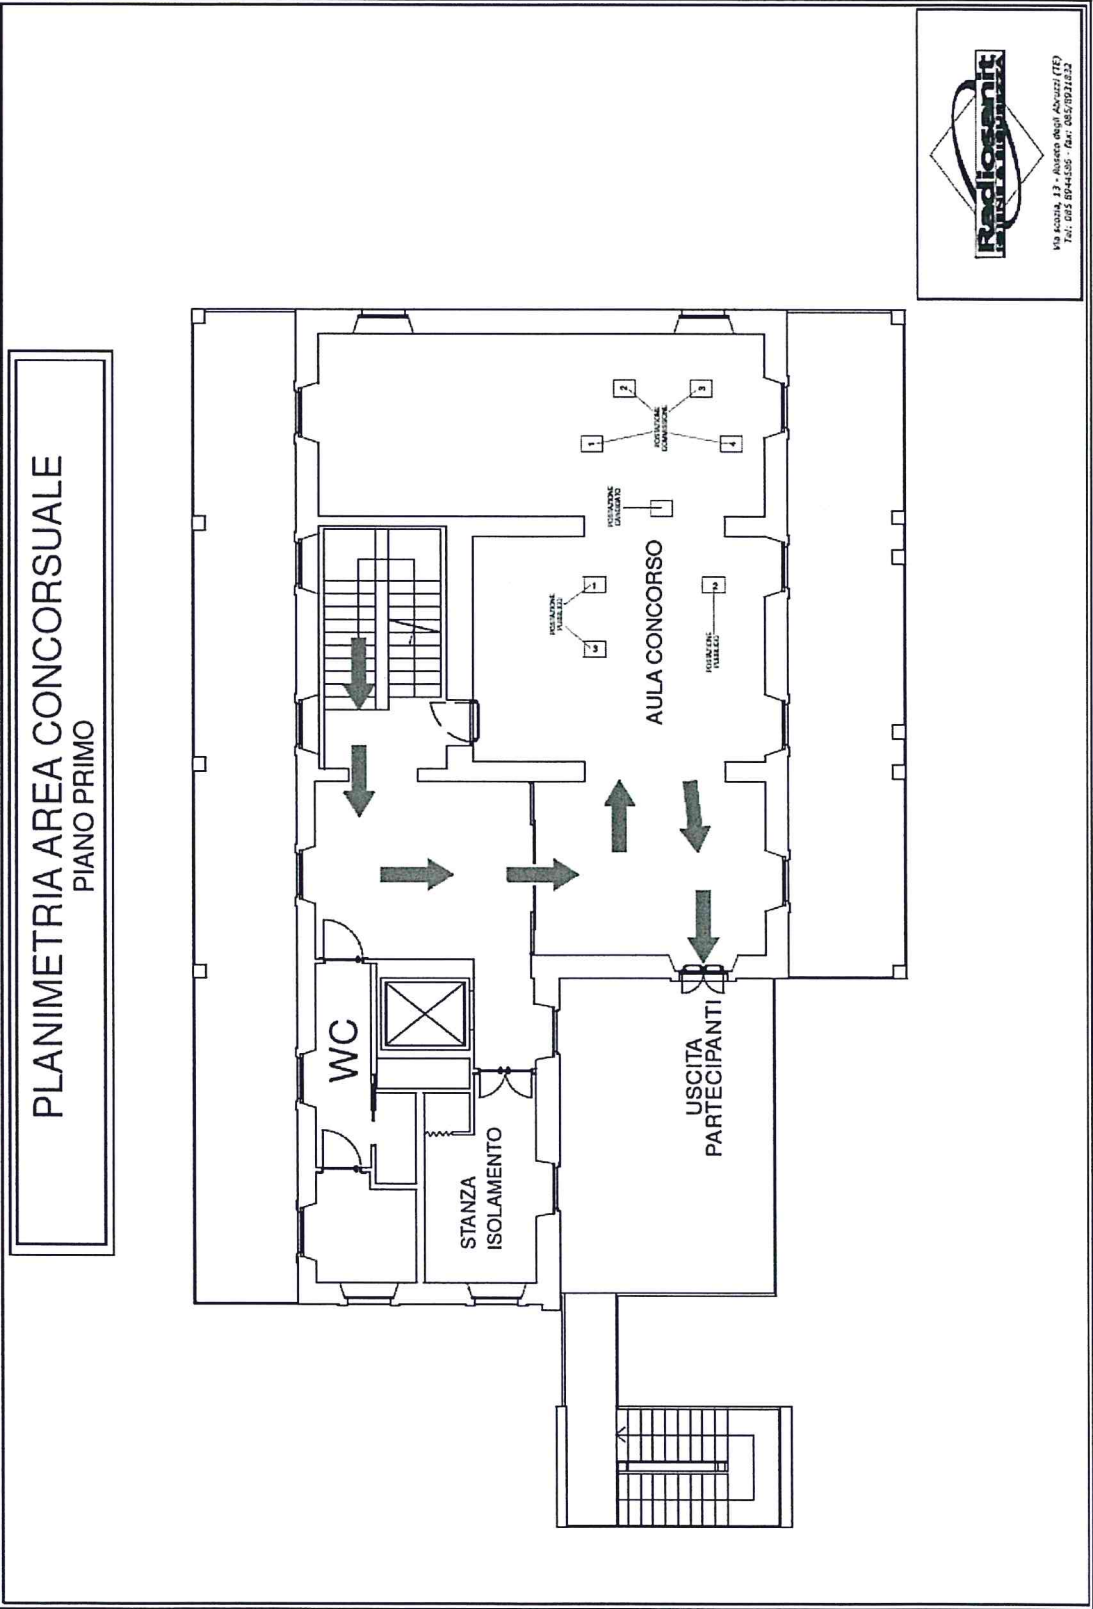 PLANIMETRIA AREA CONCORSUALE
PIANO PRIMO
WC
STANZA
ISOLAMENTO
USCITA
PARTECIPANTI
AULA CONCORSO
POSTAZIONE
PUBBLICO
3
1
POSTAZIONE
PUBBLICO
2
POSTAZIONE
CANDIDATO
POSTAZIONE
COMMISSIONE
1
2
3
4
Radiosanit
Via scozia, 13 - Roseto degli Abruzzi (TE)
Tel: 085 8944586 - fax: 085/8931832